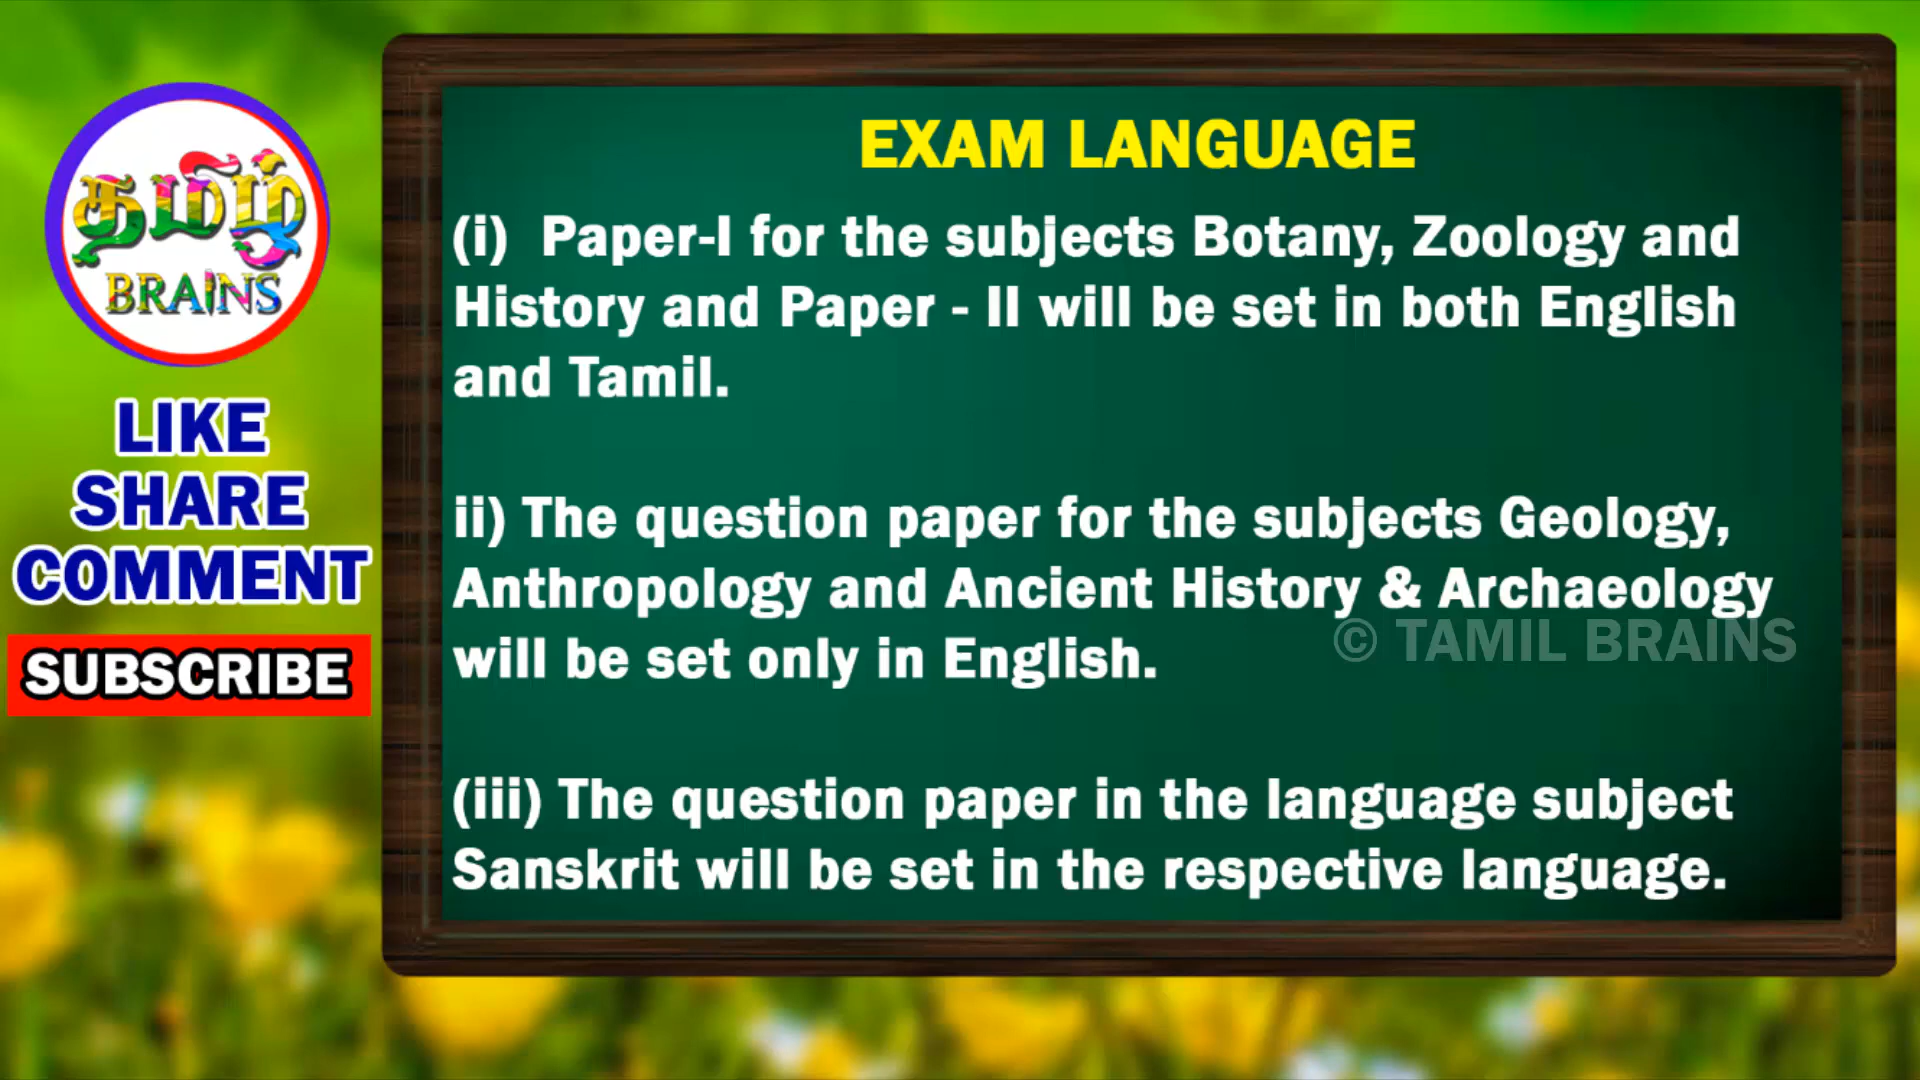 தமிழ்
BRAINS
LIKE
SHARE
COMMENT
SUBSCRIBE
EXAM LANGUAGE
(i) Paper-I for the subjects Botany, Zoology and
History and Paper - II will be set in both English
and Tamil.
ii) The question paper for the subjects Geology,
Anthropology and Ancient History & Archaeology
will be set only in English.
© TAMIL BRAINS
(iii) The question paper in the language subject
Sanskrit will be set in the respective language.